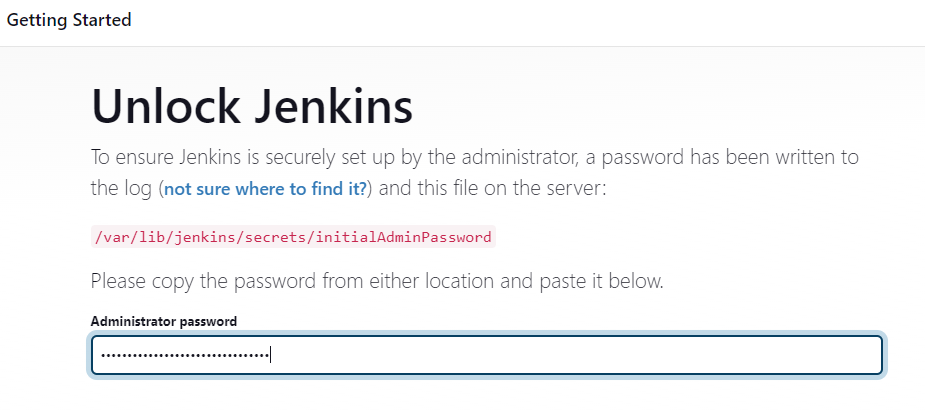 Getting Started
Unlock Jenkins
To ensure Jenkins is securely set up by the administrator, a password has been written to
the log (not sure where to find it?) and this file on the server:
/var/lib/jenkins/secrets/initialAdminPassword
Please copy the password from either location and paste it below.
Administrator password
••••••••••••••••••••••••••••••••